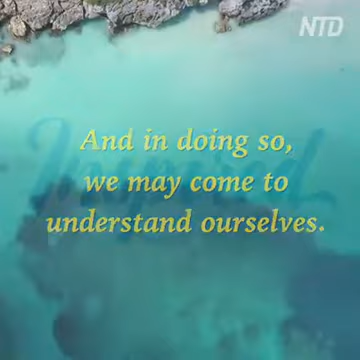 NTD
And in doing so,
we may come to
understand ourselves.